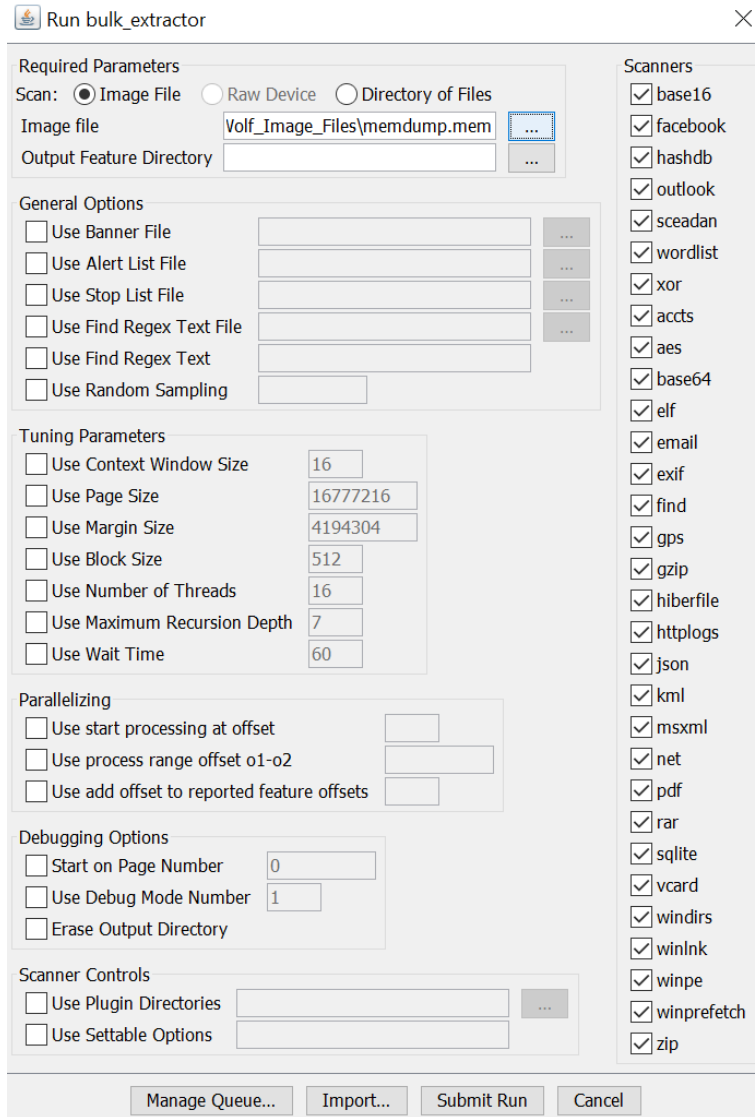 Run bulk_extractor
Required Parameters
Scan: Image File Raw Device Directory of Files
Image file Wolf_Image_Files\memdump.mem ...
Output Feature Directory ...
General Options
Use Banner File ...
Use Alert List File ...
Use Stop List File ...
Use Find Regex Text File ...
Use Find Regex Text
Use Random Sampling
Tuning Parameters
Use Context Window Size 16
Use Page Size 16777216
Use Margin Size 4194304
Use Block Size 512
Use Number of Threads 16
Use Maximum Recursion Depth 7
Use Wait Time 60
Parallelizing
Use start processing at offset
Use process range offset o1-o2
Use add offset to reported feature offsets
Debugging Options
Start on Page Number 0
Use Debug Mode Number 1
Erase Output Directory
Scanner Controls
Use Plugin Directories ...
Use Settable Options
Scanners
base16
facebook
hashdb
outlook
sceadan
wordlist
xor
accts
aes
base64
elf
email
exif
find
gps
gzip
hiberfile
httplogs
json
kml
msxml
net
pdf
rar
sqlite
vcard
windirs
winlnk
winpe
winprefetch
zip
Manage Queue... Import... Submit Run Cancel